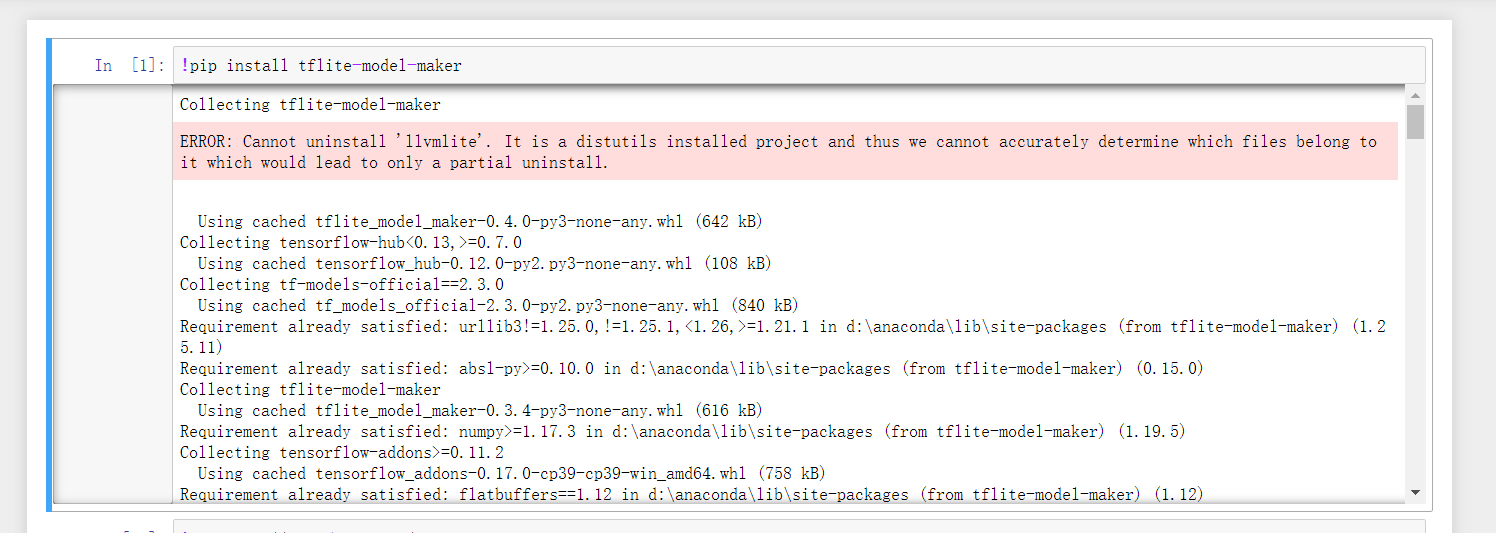 In [1]: !pip install tflite-model-maker
Collecting tflite-model-maker
ERROR: Cannot uninstall 'llvmlite'. It is a distutils installed project and thus we cannot accurately determine which files belong to
it which would lead to only a partial uninstall.
Using cached tflite_model_maker-0.4.0-py3-none-any.whl (642 kB)
Collecting tensorflow-hub<0.13,>=0.7.0
Using cached tensorflow_hub-0.12.0-py2.py3-none-any.whl (108 kB)
Collecting tf-models-official==2.3.0
Using cached tf_models_official-2.3.0-py2.py3-none-any.whl (840 kB)
Requirement already satisfied: urllib3!=1.25.0,!=1.25.1,<1.26,>=1.21.1 in d:\anaconda\lib\site-packages (from tflite-model-maker) (1.2
5.11)
Requirement already satisfied: absl-py>=0.10.0 in d:\anaconda\lib\site-packages (from tflite-model-maker) (0.15.0)
Collecting tflite-model-maker
Using cached tflite_model_maker-0.3.4-py3-none-any.whl (616 kB)
Requirement already satisfied: numpy>=1.17.3 in d:\anaconda\lib\site-packages (from tflite-model-maker) (1.19.5)
Collecting tensorflow-addons>=0.11.2
Using cached tensorflow_addons-0.17.0-cp39-cp39-win_amd64.whl (758 kB)
Requirement already satisfied: flatbuffers==1.12 in d:\anaconda\lib\site-packages (from tflite-model-maker) (1.12)